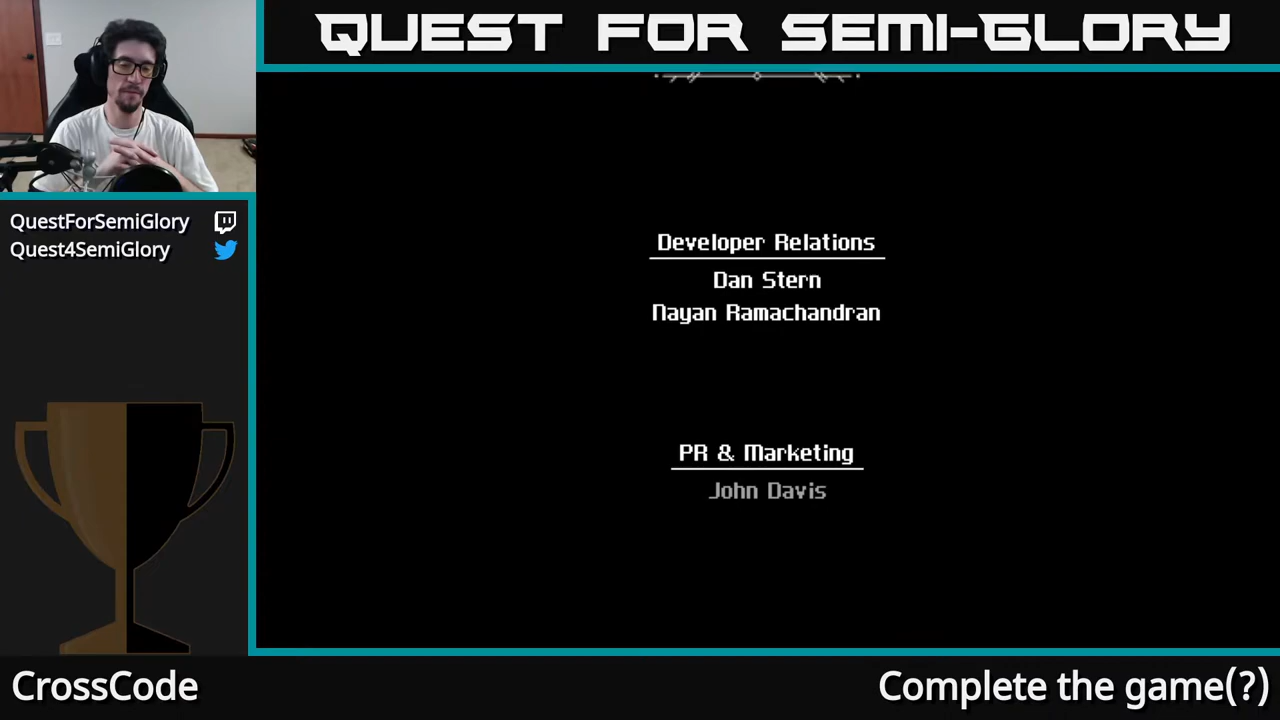 QUEST FOR SEMI-GLORY
QuestForSemiGlory
Quest4SemiGlory
Developer Relations
Dan Stern
Nayan Ramachandran
PR & Marketing
John Davis
CrossCode
Complete the game(?)